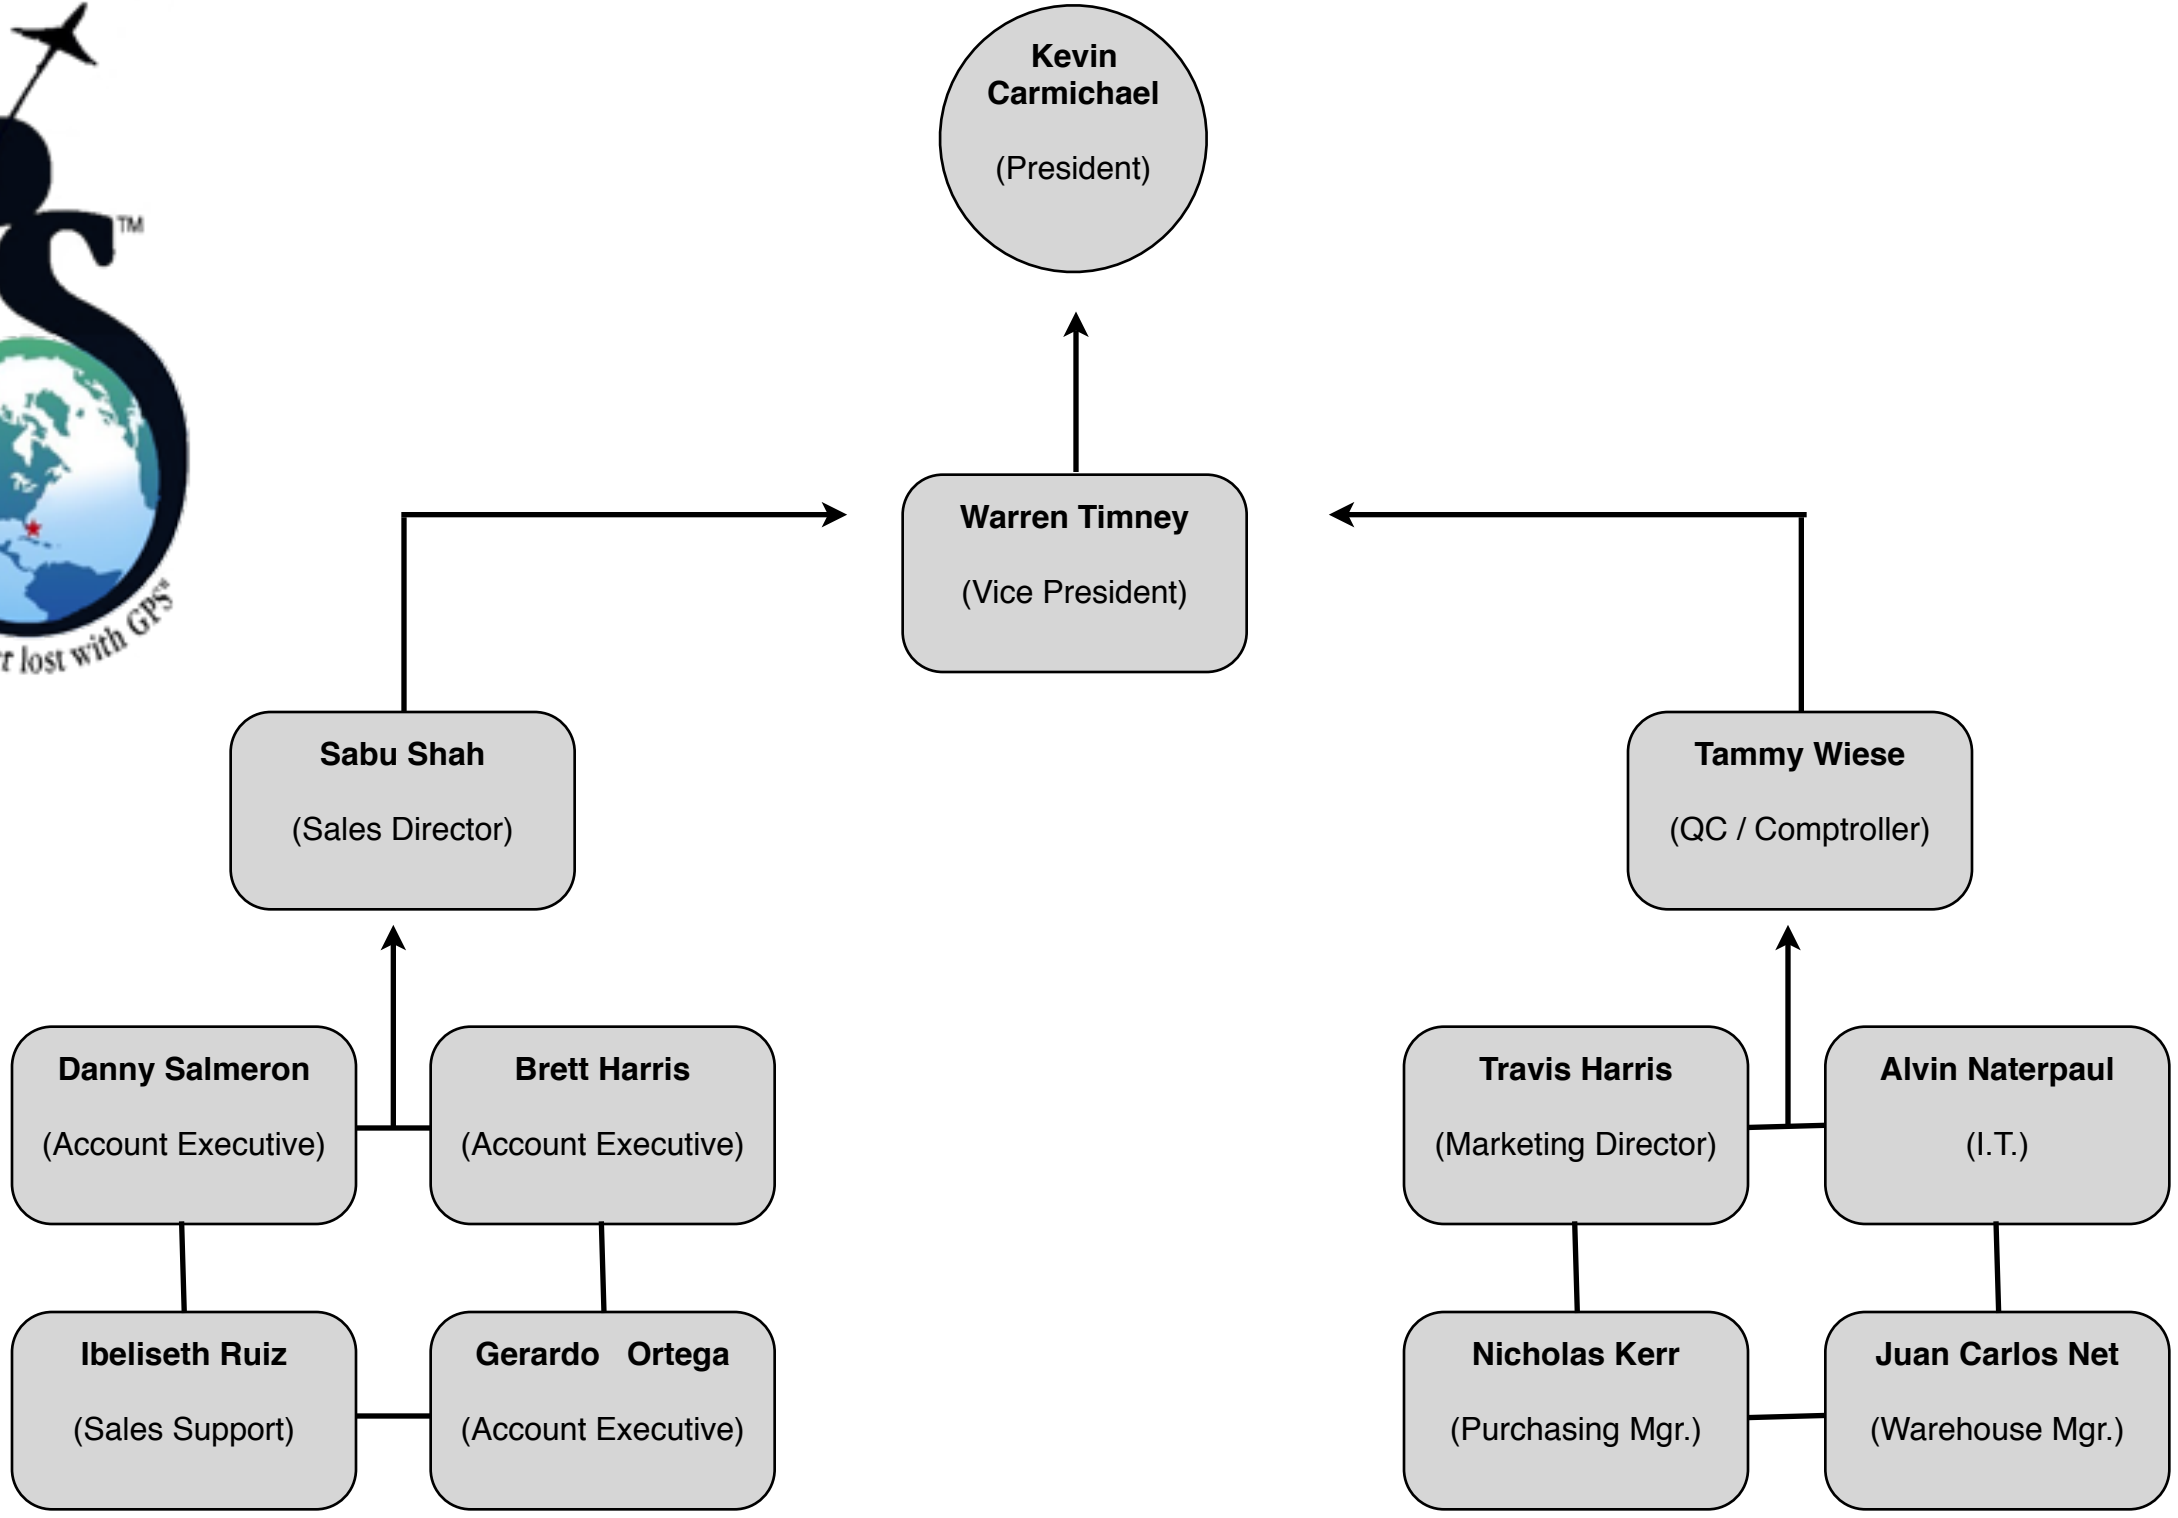 Kevin
Carmichael
(President)
TM
lost with GPS
Warren Timney
(Vice President)
Sabu Shah
(Sales Director)
Tammy Wiese
(QC / Comptroller)
Danny Salmeron
(Account Executive)
Brett Harris
(Account Executive)
Travis Harris
(Marketing Director)
Alvin Naterpaul
(I.T.)
Ibeliseth Ruiz
(Sales Support)
Gerardo Ortega
(Account Executive)
Nicholas Kerr
(Purchasing Mgr.)
Juan Carlos Net
(Warehouse Mgr.)